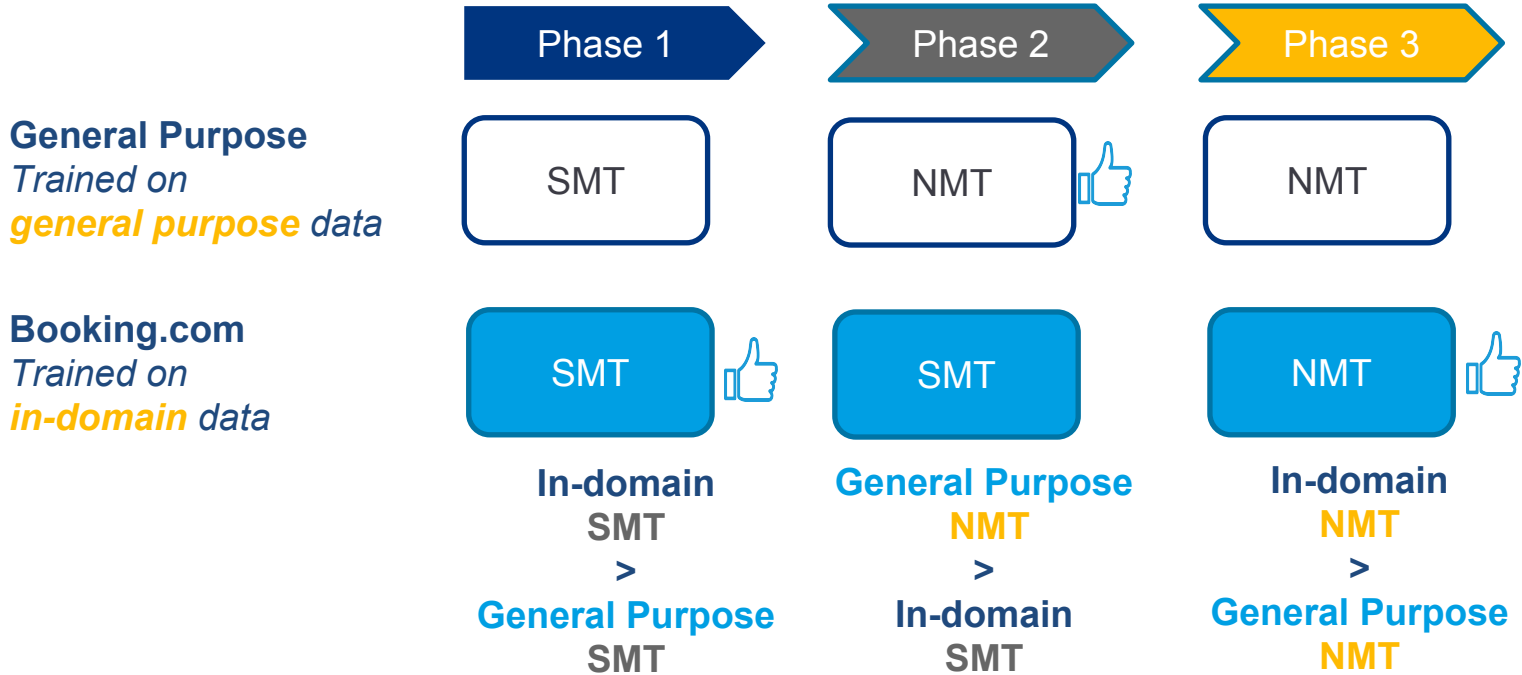 Phase 1
Phase 2
Phase 3
General Purpose
Trained on
general purpose data
SMT
NMT
NMT
Booking.com
Trained on
in-domain data
SMT
SMT
NMT
In-domain
SMT
>
General Purpose
SMT
General Purpose
NMT
>
In-domain
SMT
In-domain
NMT
>
General Purpose
NMT